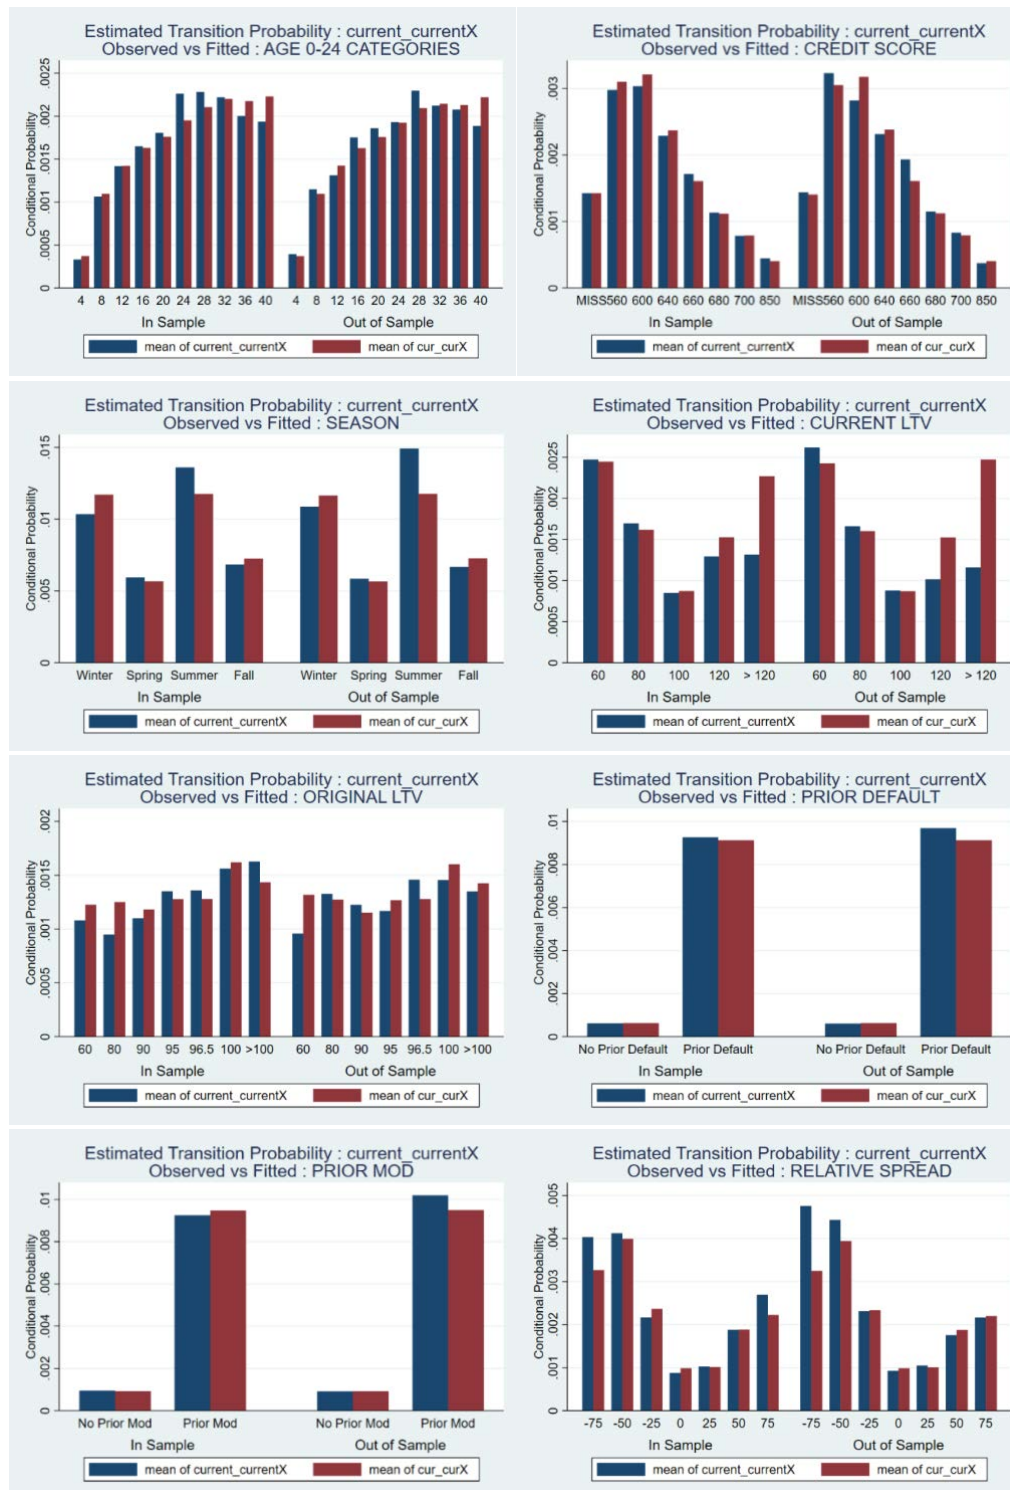 Estimated Transition Probability : current_currentX
Observed vs Fitted : AGE 0-24 CATEGORIES
Conditional Probability
0 .0005 .001 .0015 .002 .0025
4 8 12 16 20 24 28 32 36 40 4 8 12 16 20 24 28 32 36 40
In Sample Out of Sample
mean of current_currentX mean of cur_curX
Estimated Transition Probability : current_currentX
Observed vs Fitted : CREDIT SCORE
Conditional Probability
0 .001 .002 .003
MISS560 600 640 660 680 700 850 MISS560 600 640 660 680 700 850
In Sample Out of Sample
mean of current_currentX mean of cur_curX
Estimated Transition Probability : current_currentX
Observed vs Fitted : SEASON
Conditional Probability
0 .005 .01 .015
Winter Spring Summer Fall Winter Spring Summer Fall
In Sample Out of Sample
mean of current_currentX mean of cur_curX
Estimated Transition Probability : current_currentX
Observed vs Fitted : CURRENT LTV
Conditional Probability
0 .0005 .001 .0015 .002 .0025
60 80 100 120 > 120 60 80 100 120 > 120
In Sample Out of Sample
mean of current_currentX mean of cur_curX
Estimated Transition Probability : current_currentX
Observed vs Fitted : ORIGINAL LTV
Conditional Probability
0 .0005 .001 .0015 .002
60 80 90 95 96.5 100 >100 60 80 90 95 96.5 100 >100
In Sample Out of Sample
mean of current_currentX mean of cur_curX
Estimated Transition Probability : current_currentX
Observed vs Fitted : PRIOR DEFAULT
Conditional Probability
0 .002 .004 .006 .008 .01
No Prior Default Prior Default No Prior Default Prior Default
In Sample Out of Sample
mean of current_currentX mean of cur_curX
Estimated Transition Probability : current_currentX
Observed vs Fitted : PRIOR MOD
Conditional Probability
0 .002 .004 .006 .008 .01
No Prior Mod Prior Mod No Prior Mod Prior Mod
In Sample Out of Sample
mean of current_currentX mean of cur_curX
Estimated Transition Probability : current_currentX
Observed vs Fitted : RELATIVE SPREAD
Conditional Probability
0 .001 .002 .003 .004 .005
-75 -50 -25 0 25 50 75 -75 -50 -25 0 25 50 75
In Sample Out of Sample
mean of current_currentX mean of cur_curX